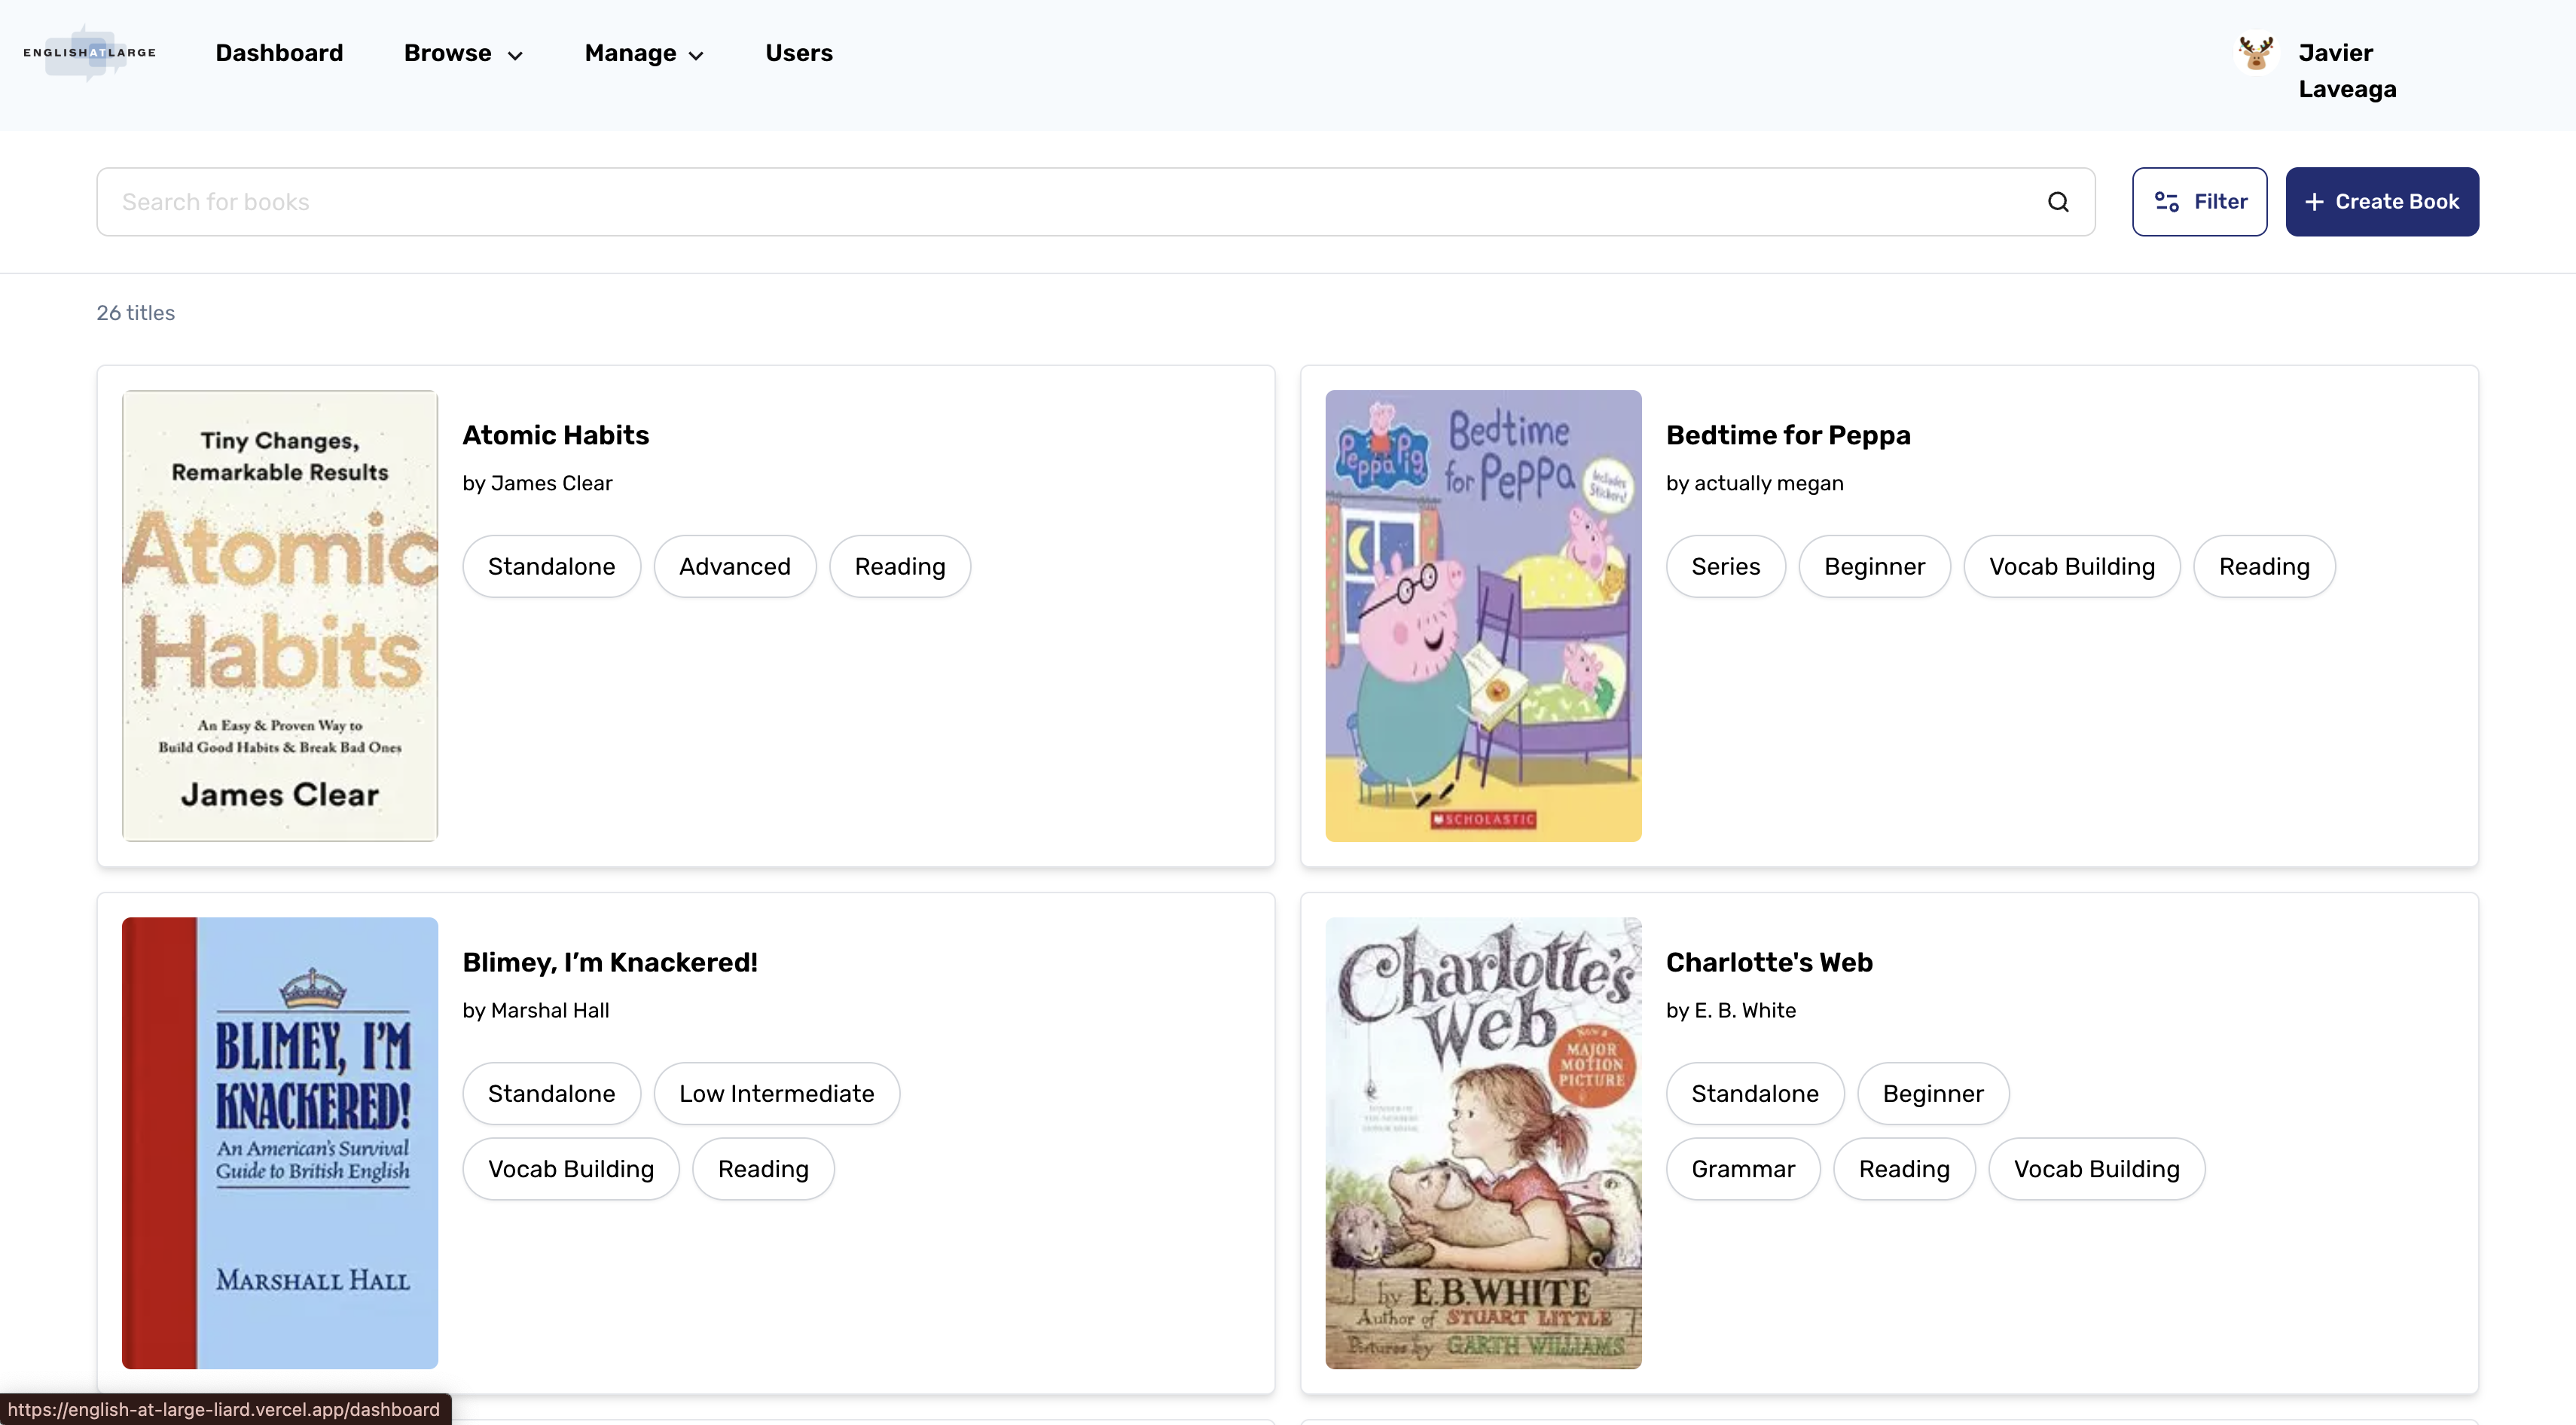 ENGLISHATLARGE
Dashboard
Browse
Manage
Users
Javier
Laveaga
Search for books
Filter
+ Create Book
26 titles
Tiny Changes,
Remarkable Results
Atomic
Habits
An Easy & Proven Way to
Build Good Habits & Break Bad Ones
James Clear
Atomic Habits
by James Clear
Standalone
Advanced
Reading
Peppa Pig
Bedtime
for Peppa
Includes
Stickers!
SCHOLASTIC
Bedtime for Peppa
by actually megan
Series
Beginner
Vocab Building
Reading
BLIMEY, I'M
KNACKERED!
An American's Survival
Guide to British English
MARSHALL HALL
Blimey, I’m Knackered!
by Marshal Hall
Standalone
Low Intermediate
Vocab Building
Reading
Charlotte's
Web
Now a
MAJOR
MOTION
PICTURE
by E.B.WHITE
Author of STUART LITTLE
Pictures by GARTH WILLIAMS
Charlotte's Web
by E. B. White
Standalone
Beginner
Grammar
Reading
Vocab Building
https://english-at-large-liard.vercel.app/dashboard